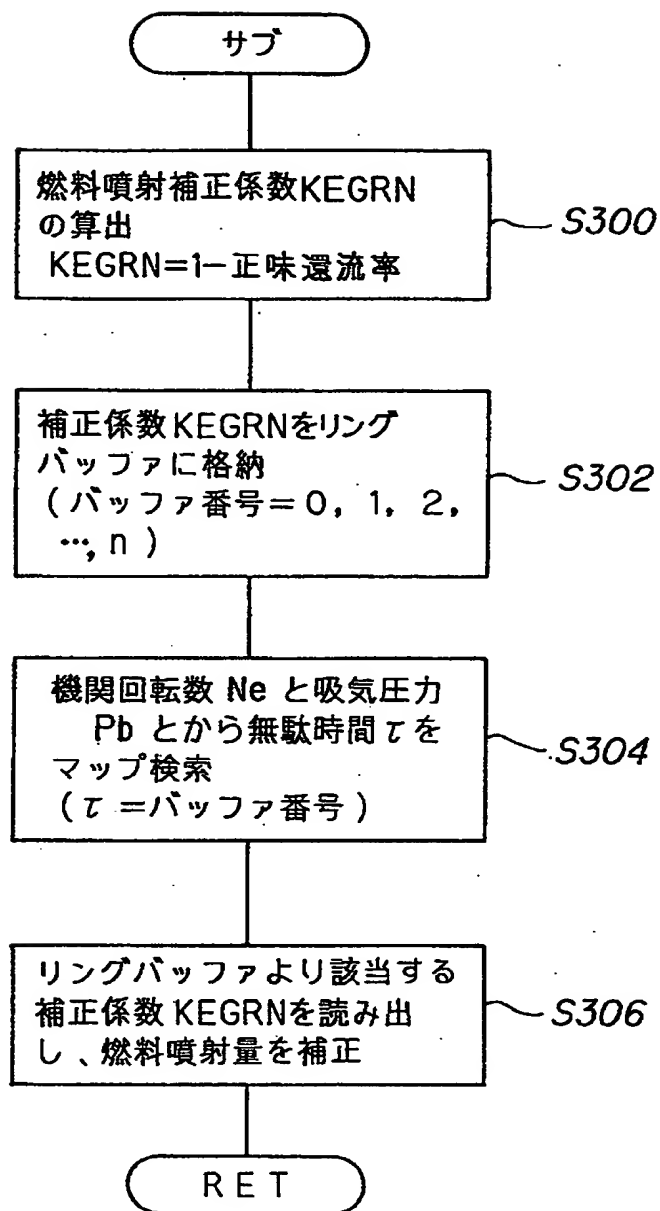 サブ
燃料噴射補正係数KEGRN
の算出
KEGRN=1-正味還流率
S300
補正係数KEGRNをリング
バッファに格納
(バッファ番号=0, 1, 2,
…, n)
S302
機関回転数 Ne と吸気圧力
Pb とから無駄時間τを
マップ検索
(τ=バッファ番号)
S304
リングバッファより該当する
補正係数KEGRNを読み出
し、燃料噴射量を補正
S306
RET